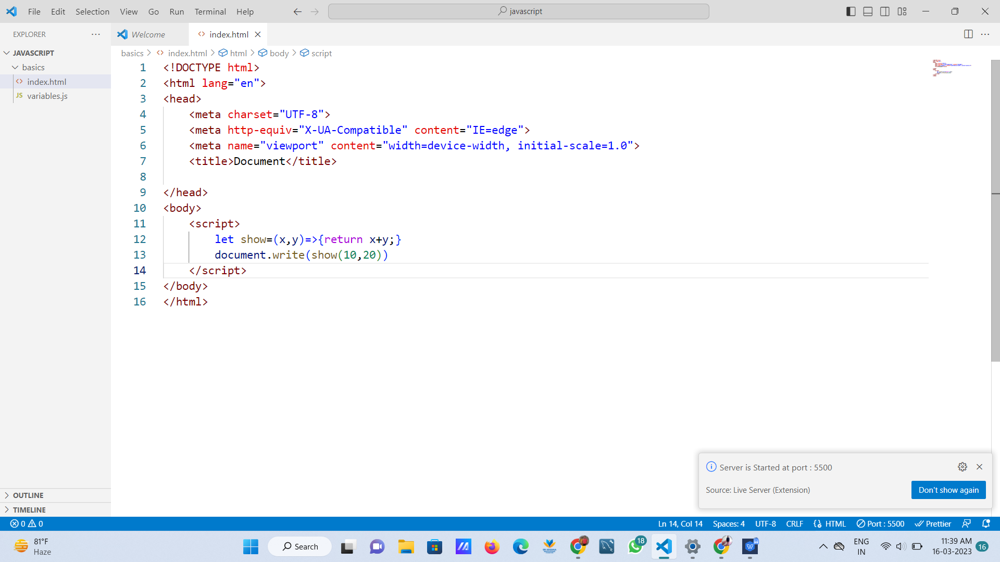 File Edit Selection View Go Run Terminal Help
javascript
EXPLORER
Welcome
index.html
JAVASCRIPT
basics
index.html
variables.js
basics > index.html > html > body > script
1 <!DOCTYPE html>
2 <html lang="en">
3 <head>
4 <meta charset="UTF-8">
5 <meta http-equiv="X-UA-Compatible" content="IE=edge">
6 <meta name="viewport" content="width=device-width, initial-scale=1.0">
7 <title>Document</title>
8
9 </head>
10 <body>
11 <script>
12 let show=(x,y)=>{return x+y;}
13 document.write(show(10,20))
14 </script>
15 </body>
16 </html>
Server is Started at port : 5500
Source: Live Server (Extension)
Don't show again
OUTLINE
TIMELINE
0 0
Ln 14, Col 14 Spaces: 4 UTF-8 CRLF HTML Port : 5500 Prettier
81°F
Haze
Search
18
ENG
IN
11:39 AM
16-03-2023
16